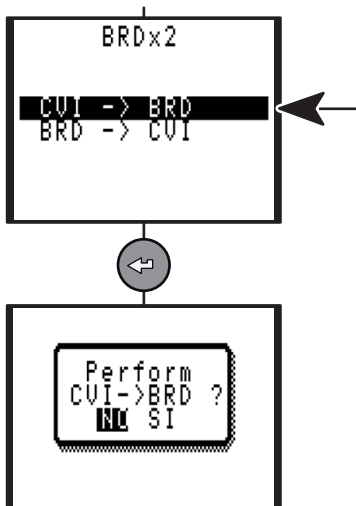 BRDx2
CVI -> BRD
BRD -> CVI
Perform
CVI->BRD ?
NO SI